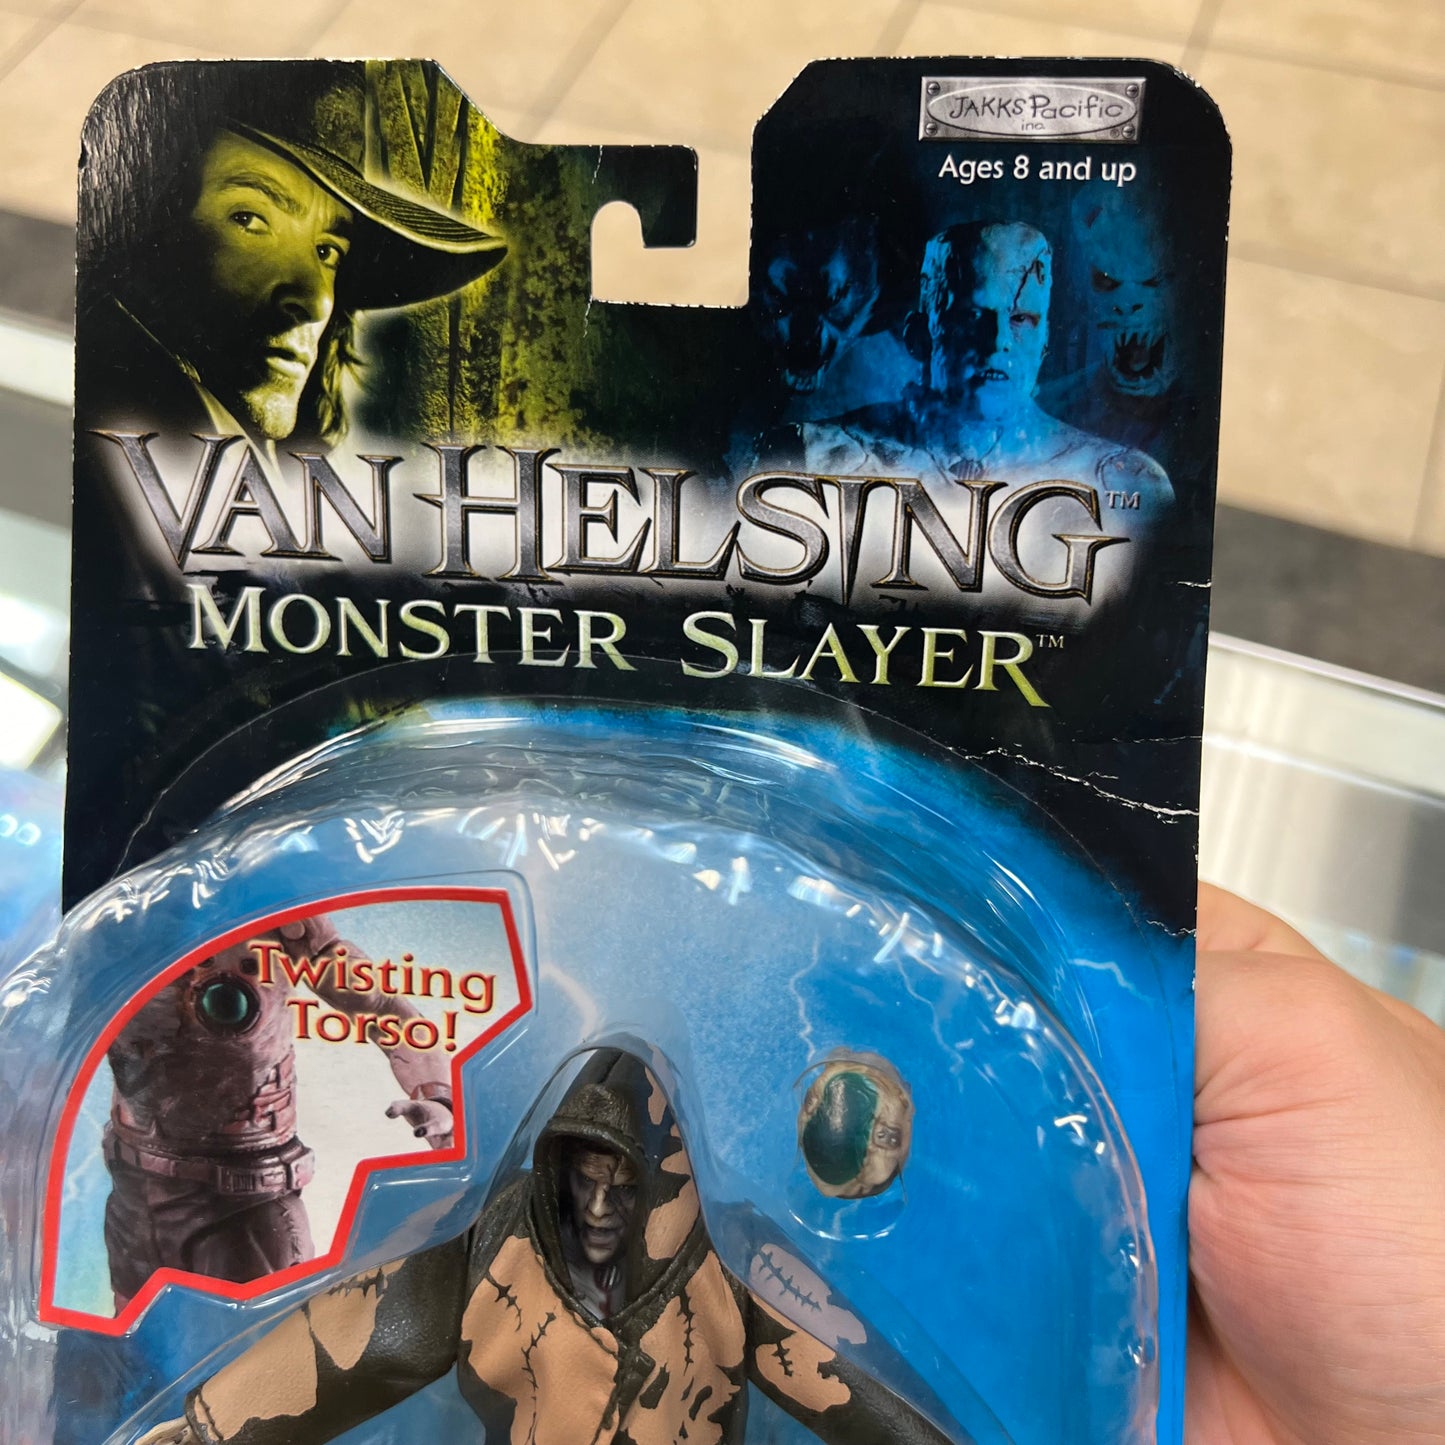 JAKKS Pacific
inc.
®
Ages 8 and up
VAN HELSING™
MONSTER SLAYER™
Twisting
Torso!